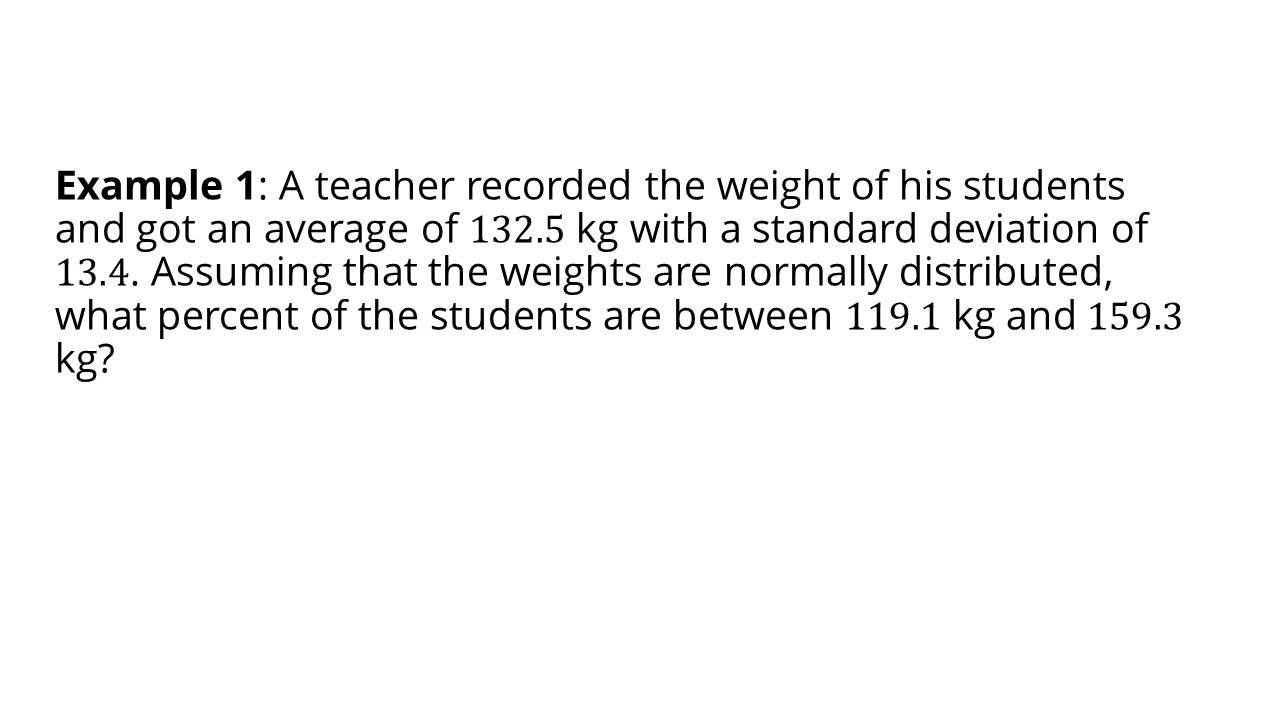 Example 1: A teacher recorded the weight of his students
and got an average of 132.5 kg with a standard deviation of
13.4. Assuming that the weights are normally distributed,
what percent of the students are between 119.1 kg and 159.3
kg?